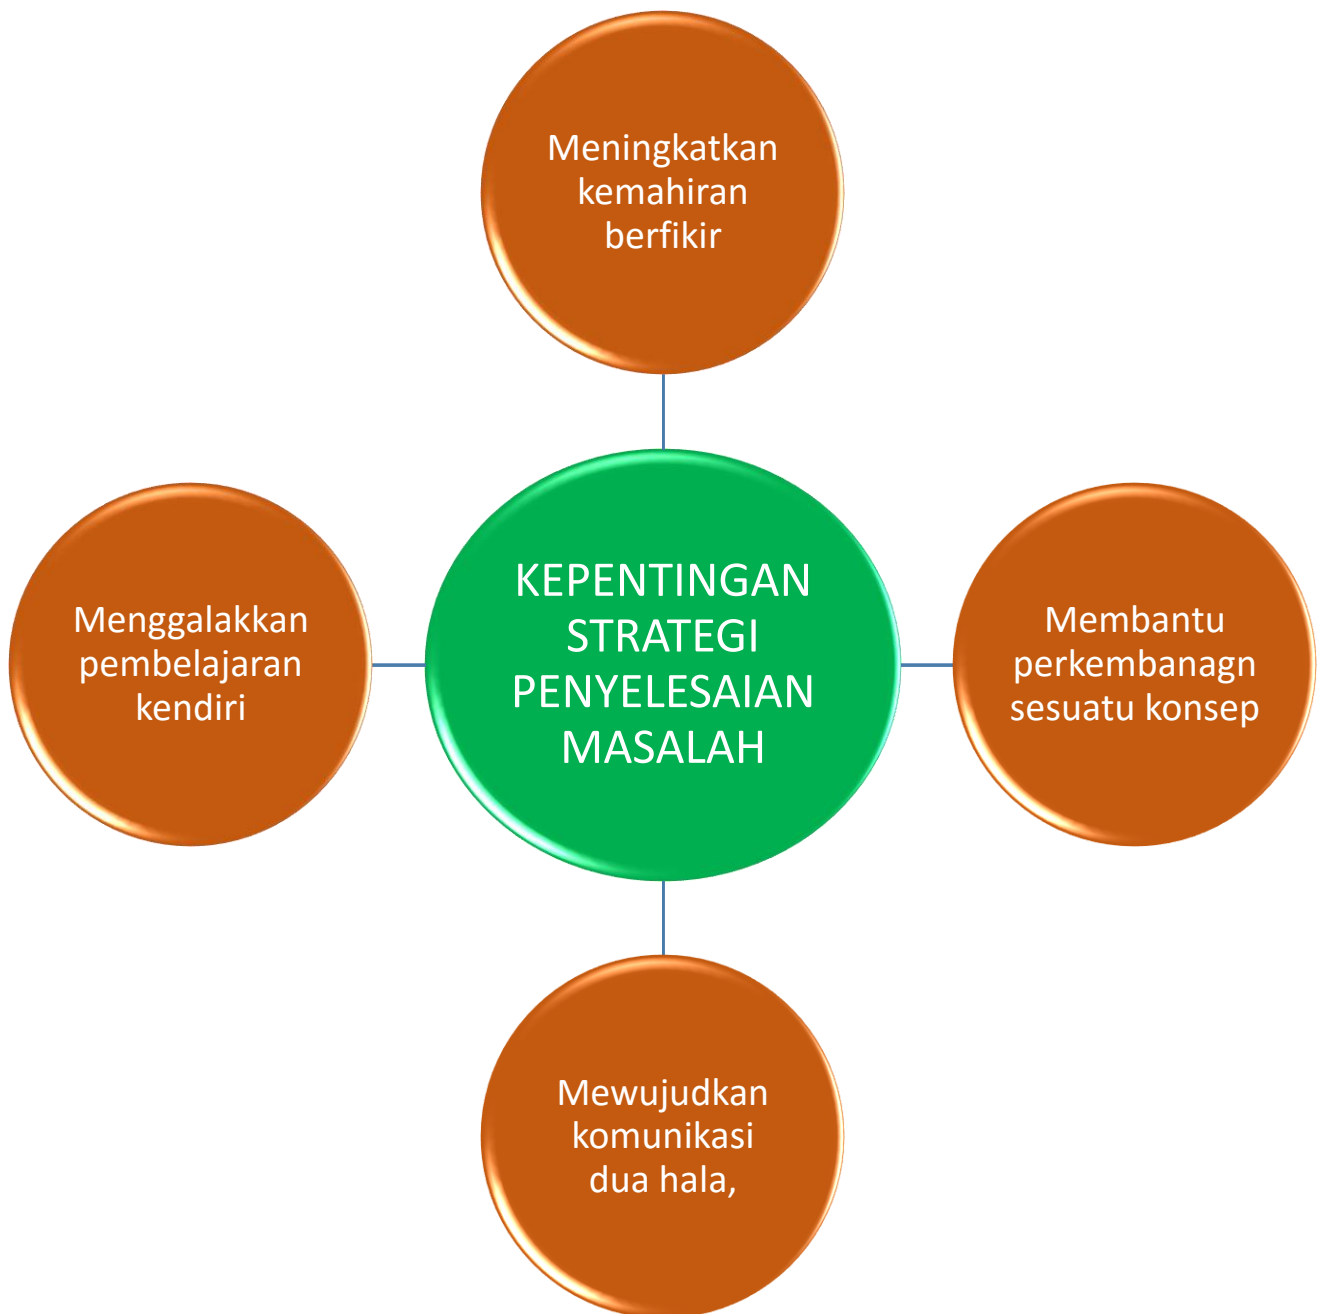 Meningkatkan
kemahiran
berfikir
Menggalakkan
pembelajaran
kendiri
KEPENTINGAN
STRATEGI
PENYELESAIAN
MASALAH
Membantu
perkembanagn
sesuatu konsep
Mewujudkan
komunikasi
dua hala,